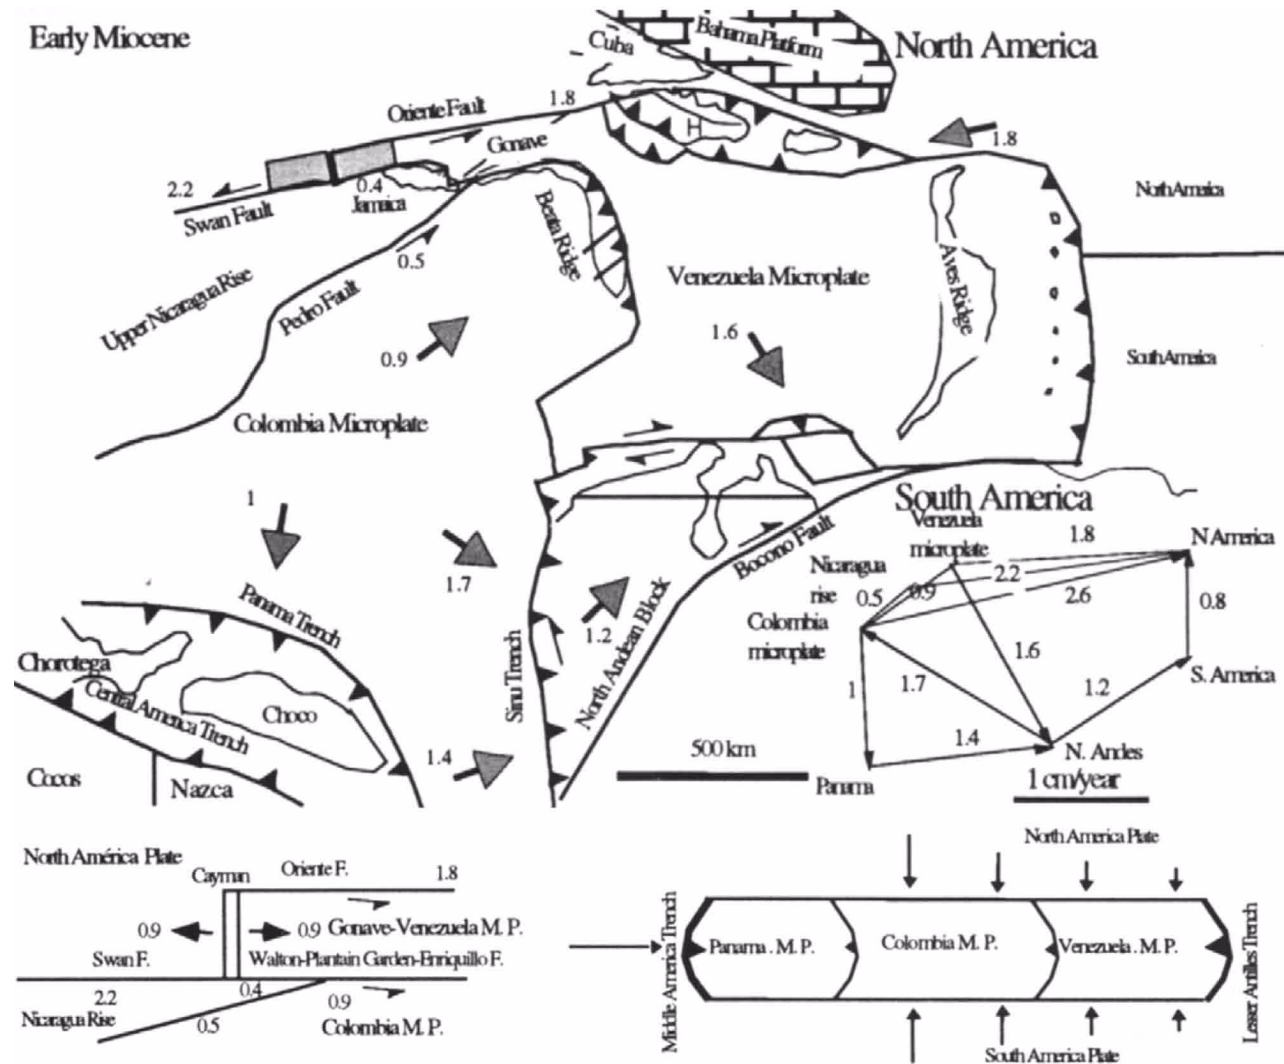 Early Miocene
Cuba
Bahama Platform
North America
Oriente Fault
1.8
H
1.8
Gonave
2.2
0.4
Jamaica
Swan Fault
North America
Beata Ridge
Aves Ridge
0.5
Venezuela Microplate
Upper Nicaragua Rise
Pedro Fault
1.6
0.9
South America
Colombia Microplate
South America
1
1.7
Bocono Fault
Venezuela
microplate
1.8
N America
Nicaragua
rise
2.2
0.5
0.9
2.6
0.8
Panama Trench
1.2
Colombia
microplate
1.6
Sinu Trench
North Andean Block
Chorotega
Central America Trench
Choco
1
1.7
1.2
S. America
500 km
1.4
1.4
N. Andes
Cocos
Nazca
Panama
1 cm/year
North América Plate
Cayman
Oriente F.
1.8
0.9
0.9
Gonave-Venezuela M. P.
Swan F.
Walton-Plantain Garden-Enriquillo F.
2.2
0.4
0.9
Nicaragua Rise
0.5
Colombia M. P.
North America Plate
Middle America Trench
Panama . M. P.
Colombia M. P.
Venezuela . M. P.
Lesser Antilles Trench
South America Plate